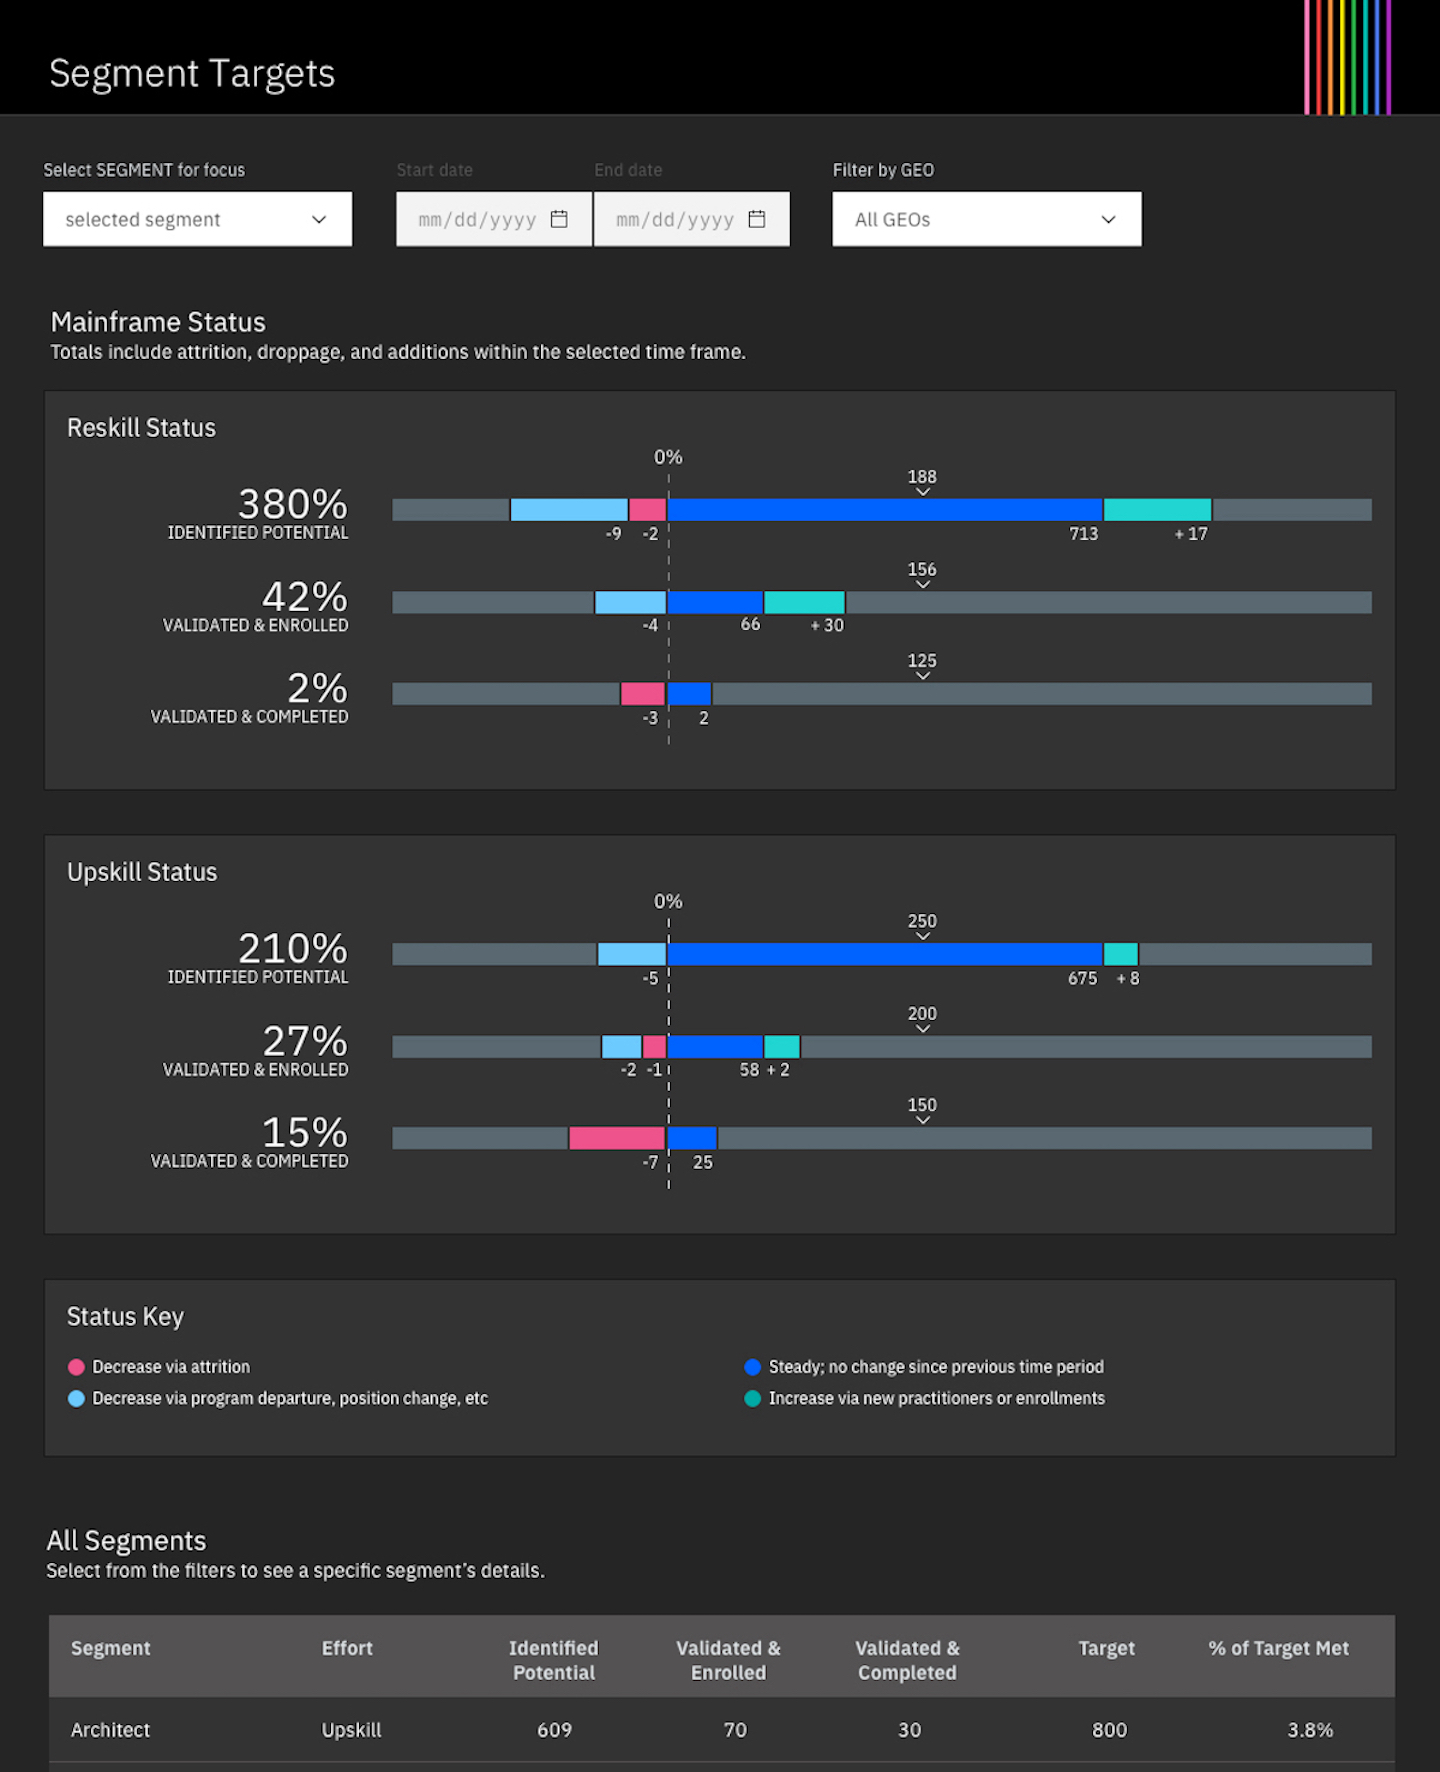 Segment Targets
Select SEGMENT for focus
Start date
End date
Filter by GEO
selected segment
mm/dd/yyyy
mm/dd/yyyy
All GEOs
Mainframe Status
Totals include attrition, droppage, and additions within the selected time frame.
Reskill Status
0%
188
380%
IDENTIFIED POTENTIAL
-9 -2 713 + 17
156
42%
VALIDATED & ENROLLED
-4 66 + 30
125
2%
VALIDATED & COMPLETED
-3 2
Upskill Status
0%
250
210%
IDENTIFIED POTENTIAL
-5 675 + 8
200
27%
VALIDATED & ENROLLED
-2 -1 58 + 2
150
15%
VALIDATED & COMPLETED
-7 25
Status Key
Decrease via attrition
Decrease via program departure, position change, etc
Steady; no change since previous time period
Increase via new practitioners or enrollments
All Segments
Select from the filters to see a specific segment’s details.
Segment Effort Identified Potential Validated & Enrolled Validated & Completed Target % of Target Met
Architect Upskill 609 70 30 800 3.8%